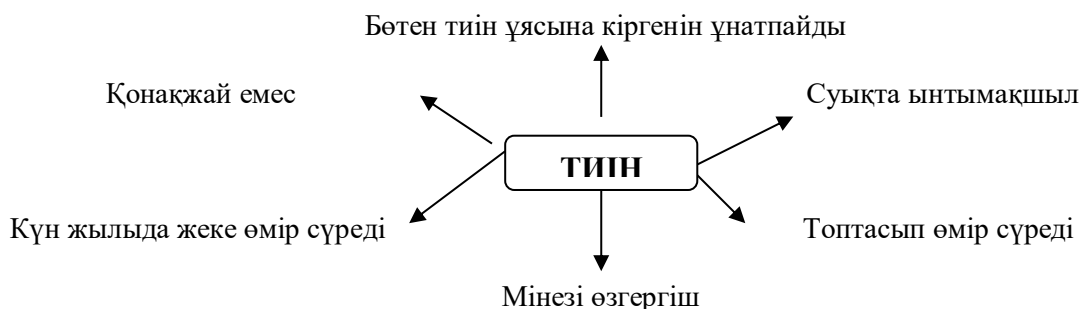 Бөтен тиін ұясына кіргенін ұнатпайды
Қонақжай емес
Суықта ынтымақшыл
ТИІН
Күн жылыда жеке өмір сүреді
Топтасып өмір сүреді
Мінезі өзгергіш